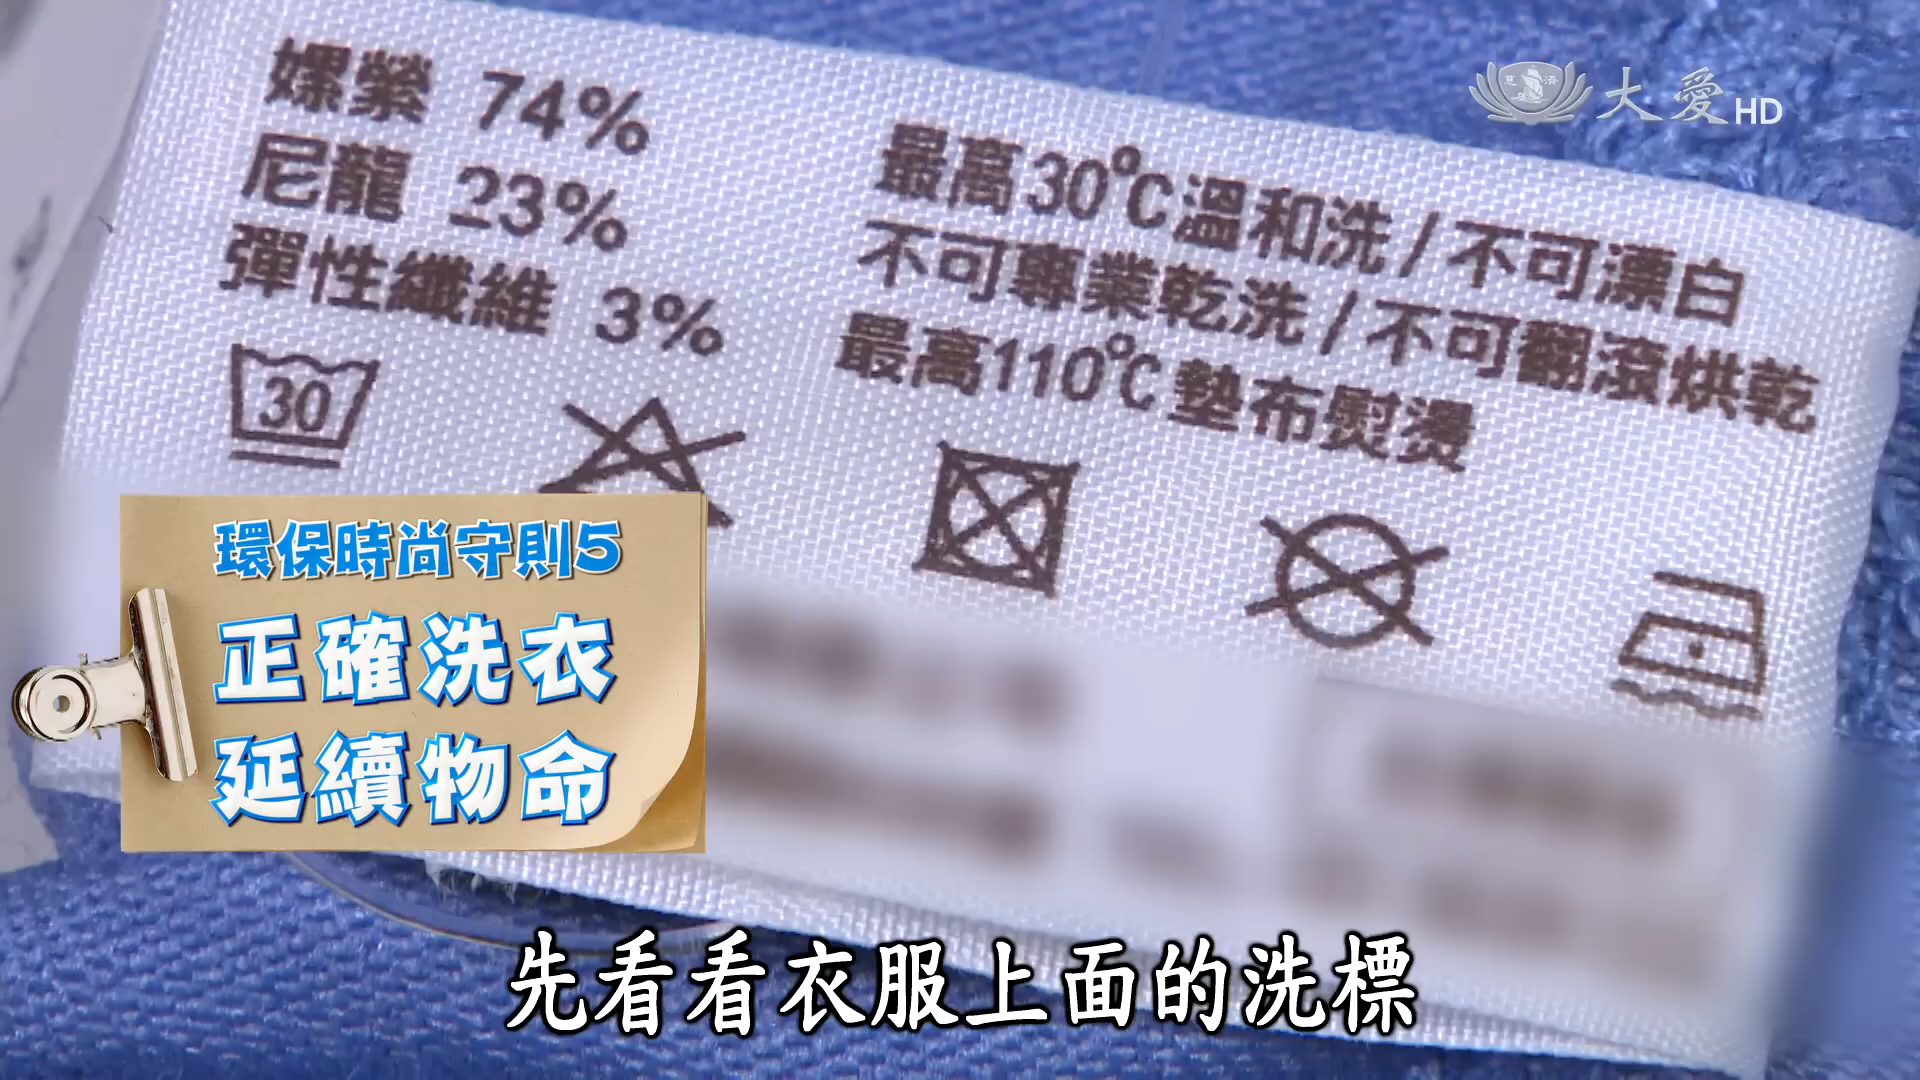 大愛HD
嫘縈 74%
尼龍 23%
彈性纖維 3%
最高30℃溫和洗/不可漂白
不可專業乾洗/不可翻滾烘乾
最高110℃墊布熨燙
30
環保時尚守則5
正確洗衣
延續物命
先看看衣服上面的洗標